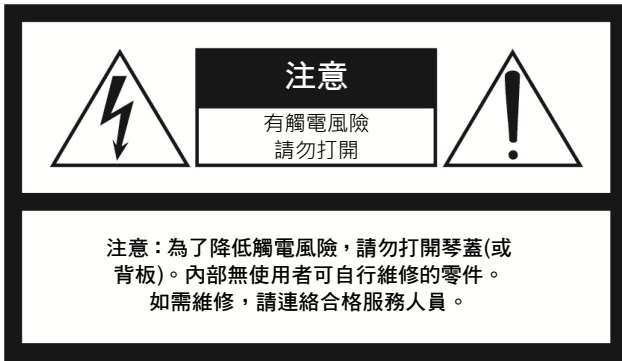 注意
有觸電風險
請勿打開
注意：為了降低觸電風險，請勿打開琴蓋(或
背板)。內部無使用者可自行維修的零件。
如需維修，請連絡合格服務人員。